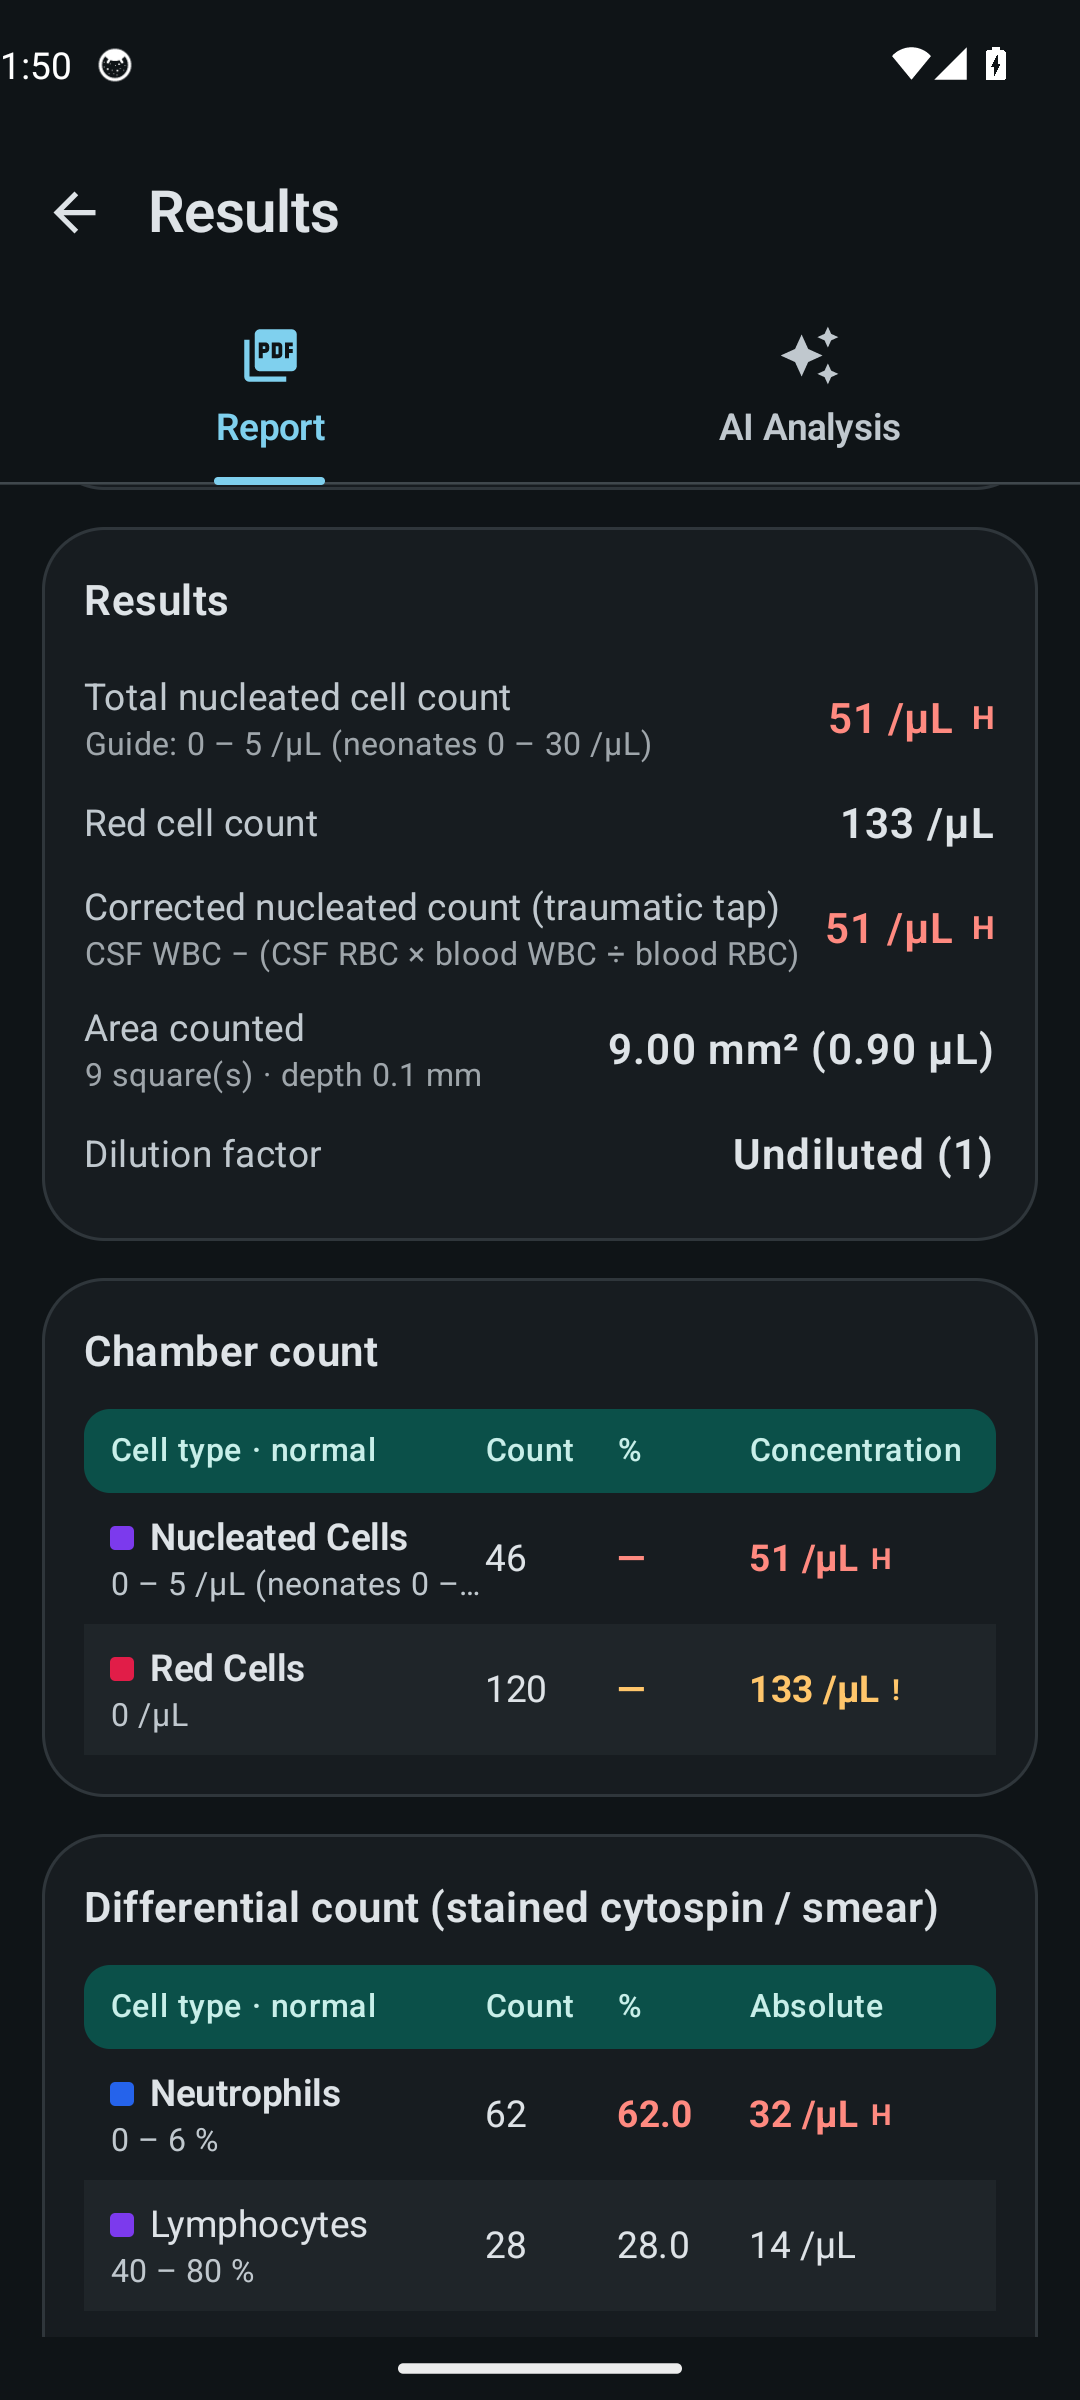 1:50
Results
PDF
Report
AI Analysis
Results
Total nucleated cell count
51 /µL H
Guide: 0 – 5 /µL (neonates 0 – 30 /µL)
Red cell count
133 /µL
Corrected nucleated count (traumatic tap)
51 /µL H
CSF WBC − (CSF RBC × blood WBC ÷ blood RBC)
Area counted
9.00 mm² (0.90 µL)
9 square(s) · depth 0.1 mm
Dilution factor
Undiluted (1)
Chamber count
Cell type · normal Count % Concentration
Nucleated Cells 46 – 51 /µL H
0 – 5 /µL (neonates 0 –…
Red Cells 120 – 133 /µL !
0 /µL
Differential count (stained cytospin / smear)
Cell type · normal Count % Absolute
Neutrophils 62 62.0 32 /µL H
0 – 6 %
Lymphocytes 28 28.0 14 /µL
40 – 80 %